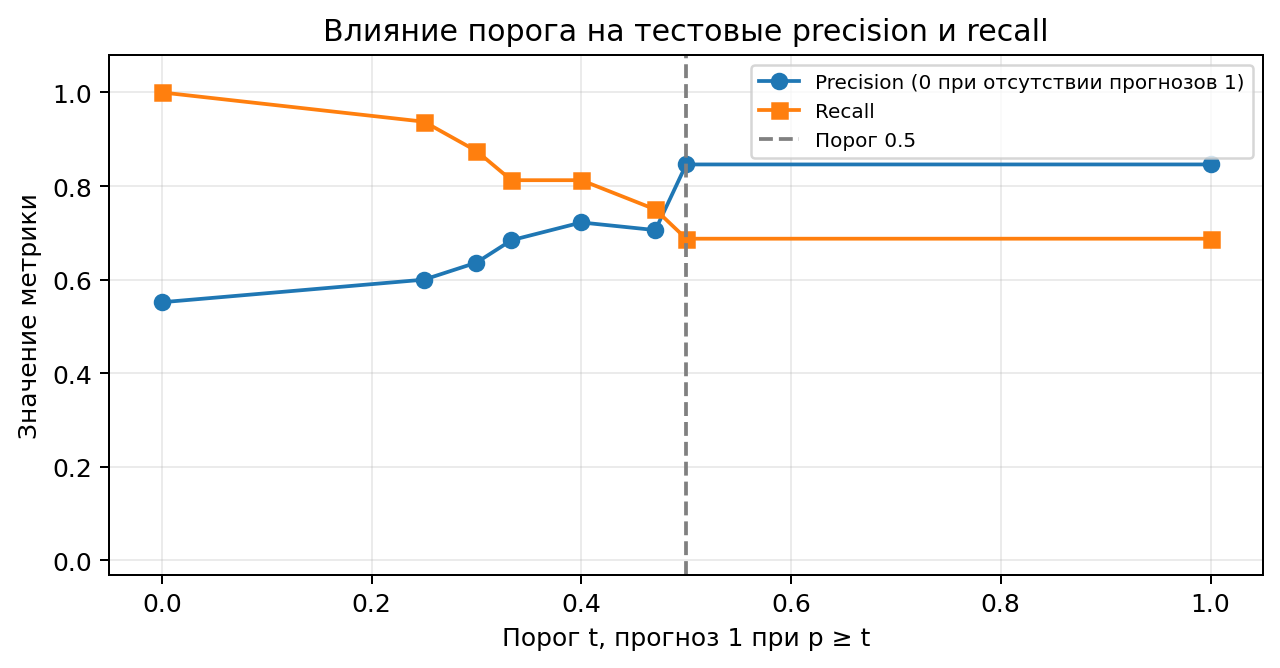 Влияние порога на тестовые precision и recall
Precision (0 при отсутствии прогнозов 1)
Recall
Порог 0.5
Значение метрики
1.0
0.8
0.6
0.4
0.2
0.0
0.0 0.2 0.4 0.6 0.8 1.0
Порог t, прогноз 1 при p ≥ t